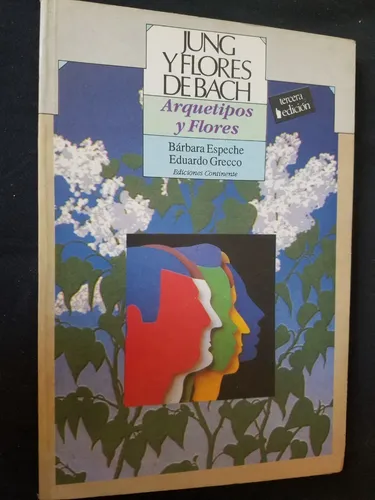 JUNG
Y FLORES
DE BACH
Arquetipos
y Flores
tercera
edición
Bárbara Espeche
Eduardo Grecco
Ediciones Continente